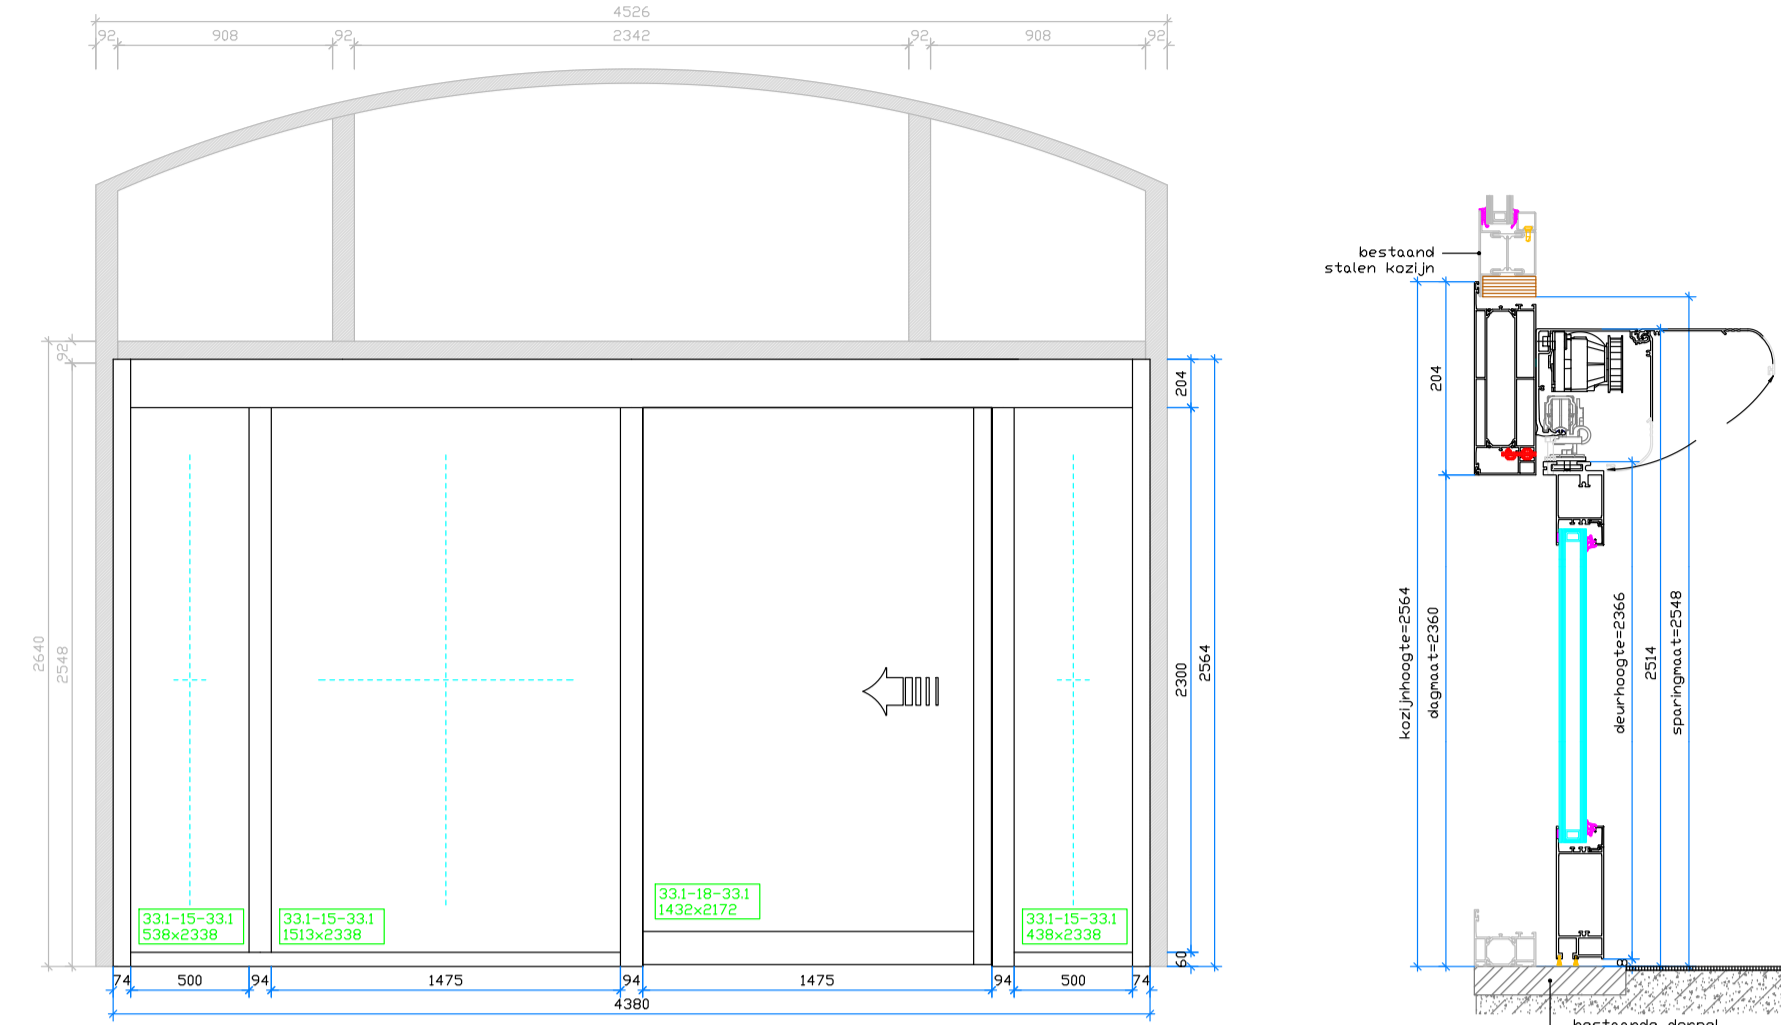 4526
92 908 92 2342 92 908 92
92
2640
2548
204
2300
2564
60
33.1-15-33.1
538x2338
33.1-15-33.1
1513x2338
33.1-18-33.1
1432x2172
33.1-15-33.1
438x2338
74 500 94 1475 94 1475 94 500 74
4380
bestaand
stalen kozijn
204
kozijnhoogte=2564
dagmaat=2360
deurhoogte=2366
2514
sparingmaat=2548
bestaande dorpel